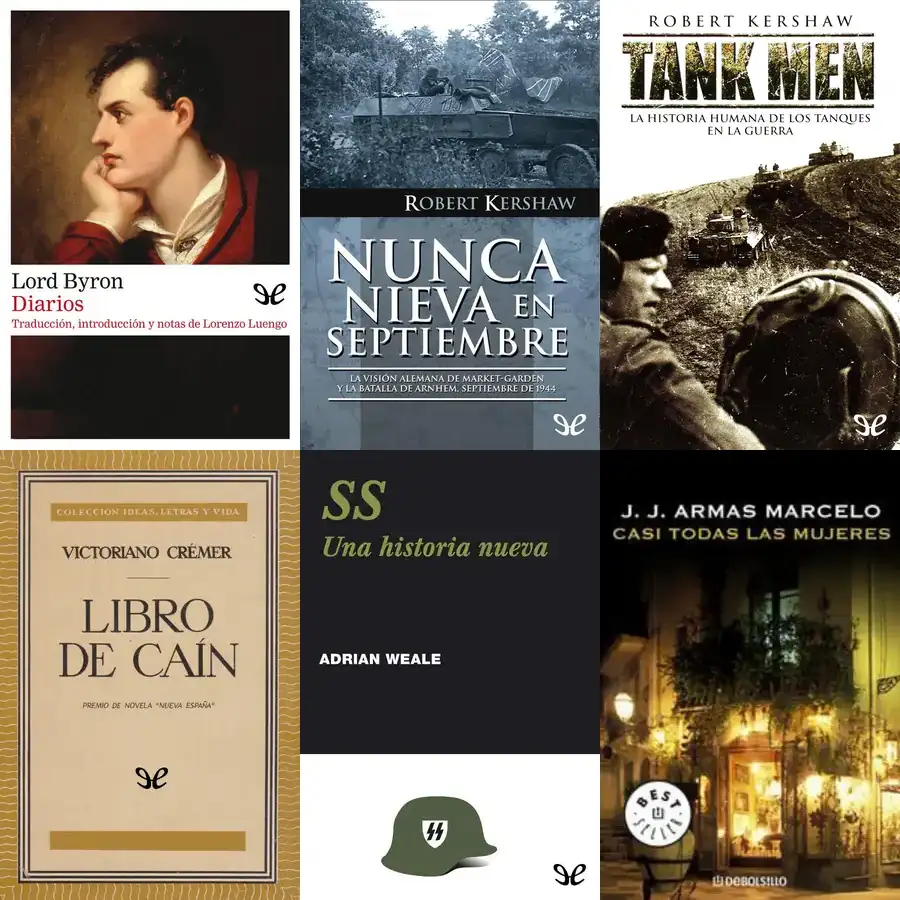 Lord Byron
Diarios
Traducción, introducción y notas de Lorenzo Luengo
ROBERT KERSHAW
NUNCA
NIEVA EN
SEPTIEMBRE
LA VISIÓN ALEMANA DE MARKET-GARDEN
Y LA BATALLA DE ARNHEM, SEPTIEMBRE DE 1944
ROBERT KERSHAW
TANK MEN
LA HISTORIA HUMANA DE LOS TANQUES
EN LA GUERRA
COLECCION IDEAS, LETRAS Y VIDA
VICTORIANO CRÉMER
LIBRO
DE CAÍN
PREMIO DE NOVELA "NUEVA ESPAÑA"
SS
Una historia nueva
ADRIAN WEALE
J. J. ARMAS MARCELO
CASI TODAS LAS MUJERES
BEST
SELLER
DEBOLS!LLO